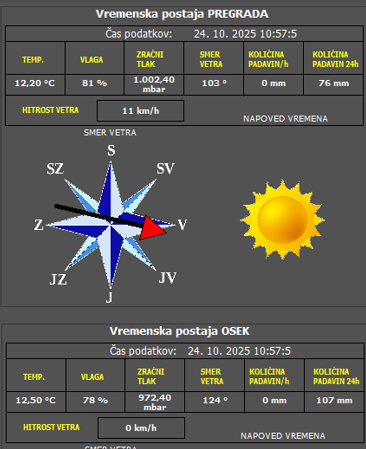 Vremenska postaja PREGRADA
Čas podatkov: 24. 10. 2025 10:57:5
TEMP. VLAGA ZRAČNI TLAK SMER VETRA KOLIČINA PADAVIN/h KOLIČINA PADAVIN 24h
12,20 °C 81 % 1.002,40 mbar 103 ° 0 mm 76 mm
HITROST VETRA 11 km/h
NAPOVED VREMENA
SMER VETRA
S
SZ SV
Z V
JZ JV
J
Vremenska postaja OSEK
Čas podatkov: 24. 10. 2025 10:57:5
TEMP. VLAGA ZRAČNI TLAK SMER VETRA KOLIČINA PADAVIN/h KOLIČINA PADAVIN 24h
12,50 °C 78 % 972,40 mbar 124 ° 0 mm 107 mm
HITROST VETRA 0 km/h
NAPOVED VREMENA
SMER VETRA